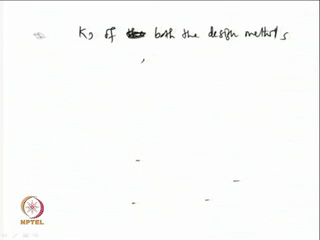 K, of both the design methods
NPTEL